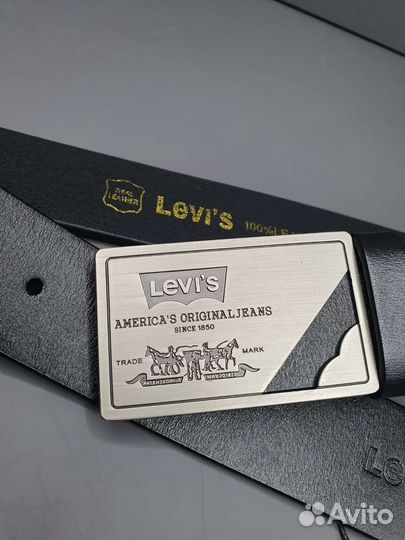 REAL
LEATHER
Levi's 100%
Levi's
AMERICA'S ORIGINALJEANS
SINCE 1850
TRADE MARK
Avito